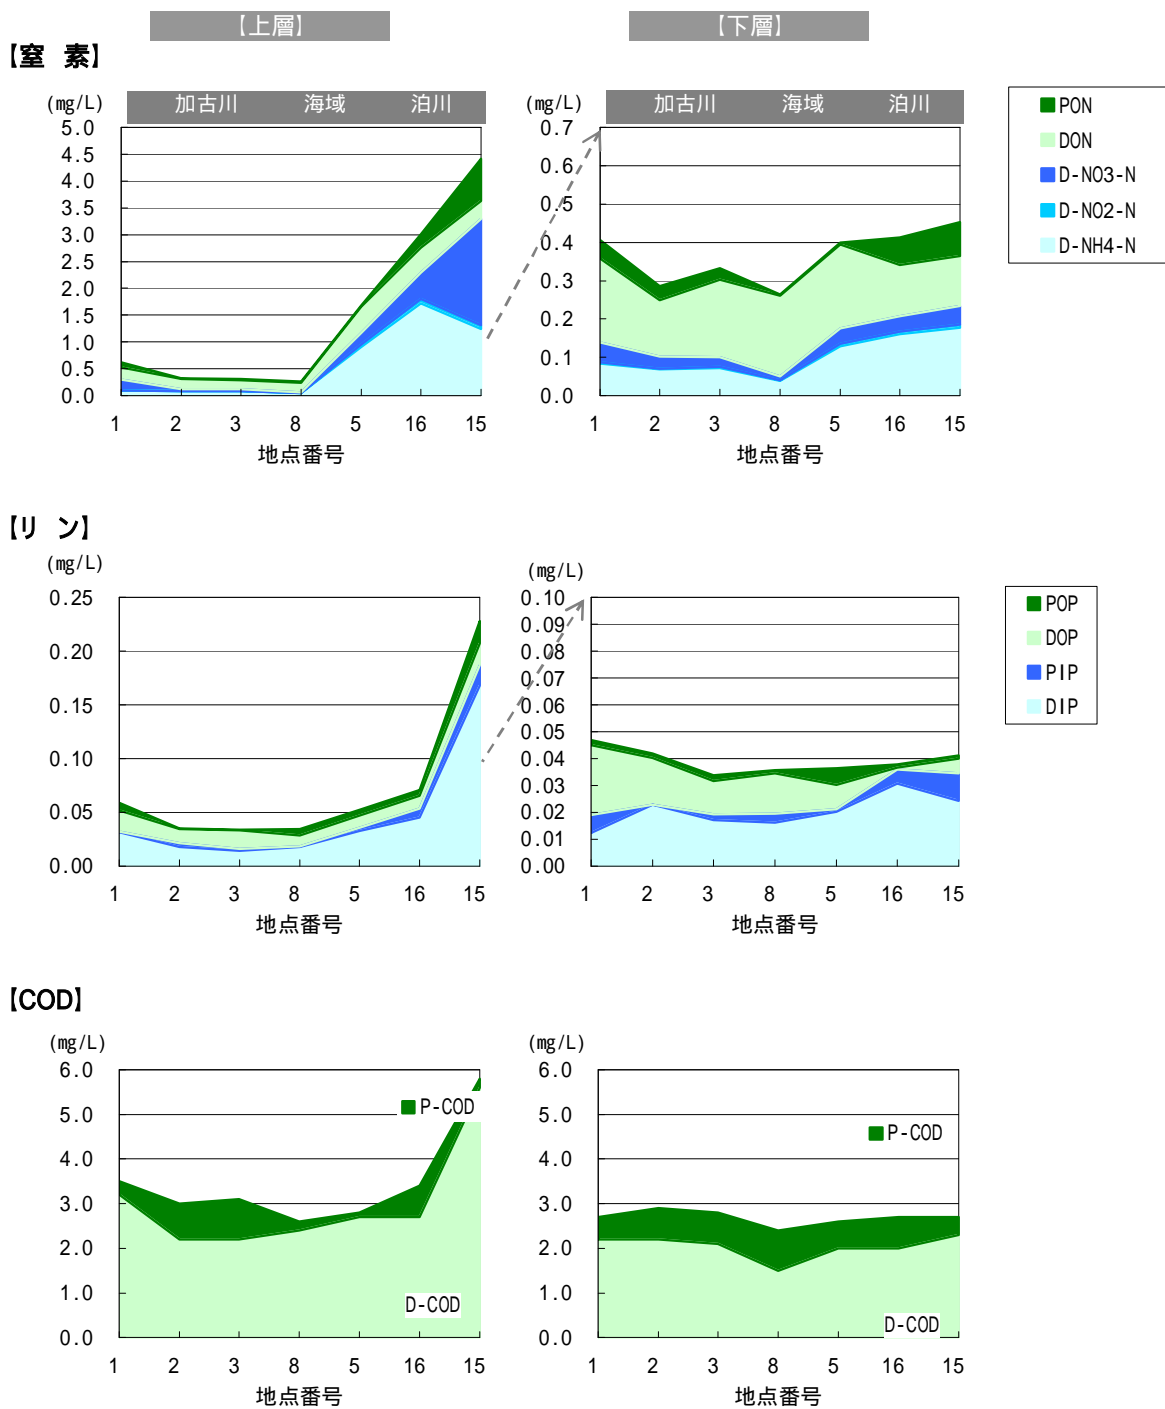 【上層】 【下層】
【窒 素】
(mg/L) 加古川 海域 泊川
5.0
4.5
4.0
3.5
3.0
2.5
2.0
1.5
1.0
0.5
0.0
1 2 3 8 5 16 15
地点番号
(mg/L) 加古川 海域 泊川
0.7
0.6
0.5
0.4
0.3
0.2
0.1
0.0
1 2 3 8 5 16 15
地点番号
PON
DON
D-NO3-N
D-NO2-N
D-NH4-N
【リ ン】
(mg/L)
0.25
0.20
0.15
0.10
0.05
0.00
1 2 3 8 5 16 15
地点番号
(mg/L)
0.10
0.09
0.08
0.07
0.06
0.05
0.04
0.03
0.02
0.01
0.00
1 2 3 8 5 16 15
地点番号
POP
DOP
PIP
DIP
【COD】
(mg/L)
6.0
5.0
4.0
3.0
2.0
1.0
0.0
P-COD
D-COD
1 2 3 8 5 16 15
地点番号
(mg/L)
6.0
5.0
4.0
3.0
2.0
1.0
0.0
P-COD
D-COD
1 2 3 8 5 16 15
地点番号